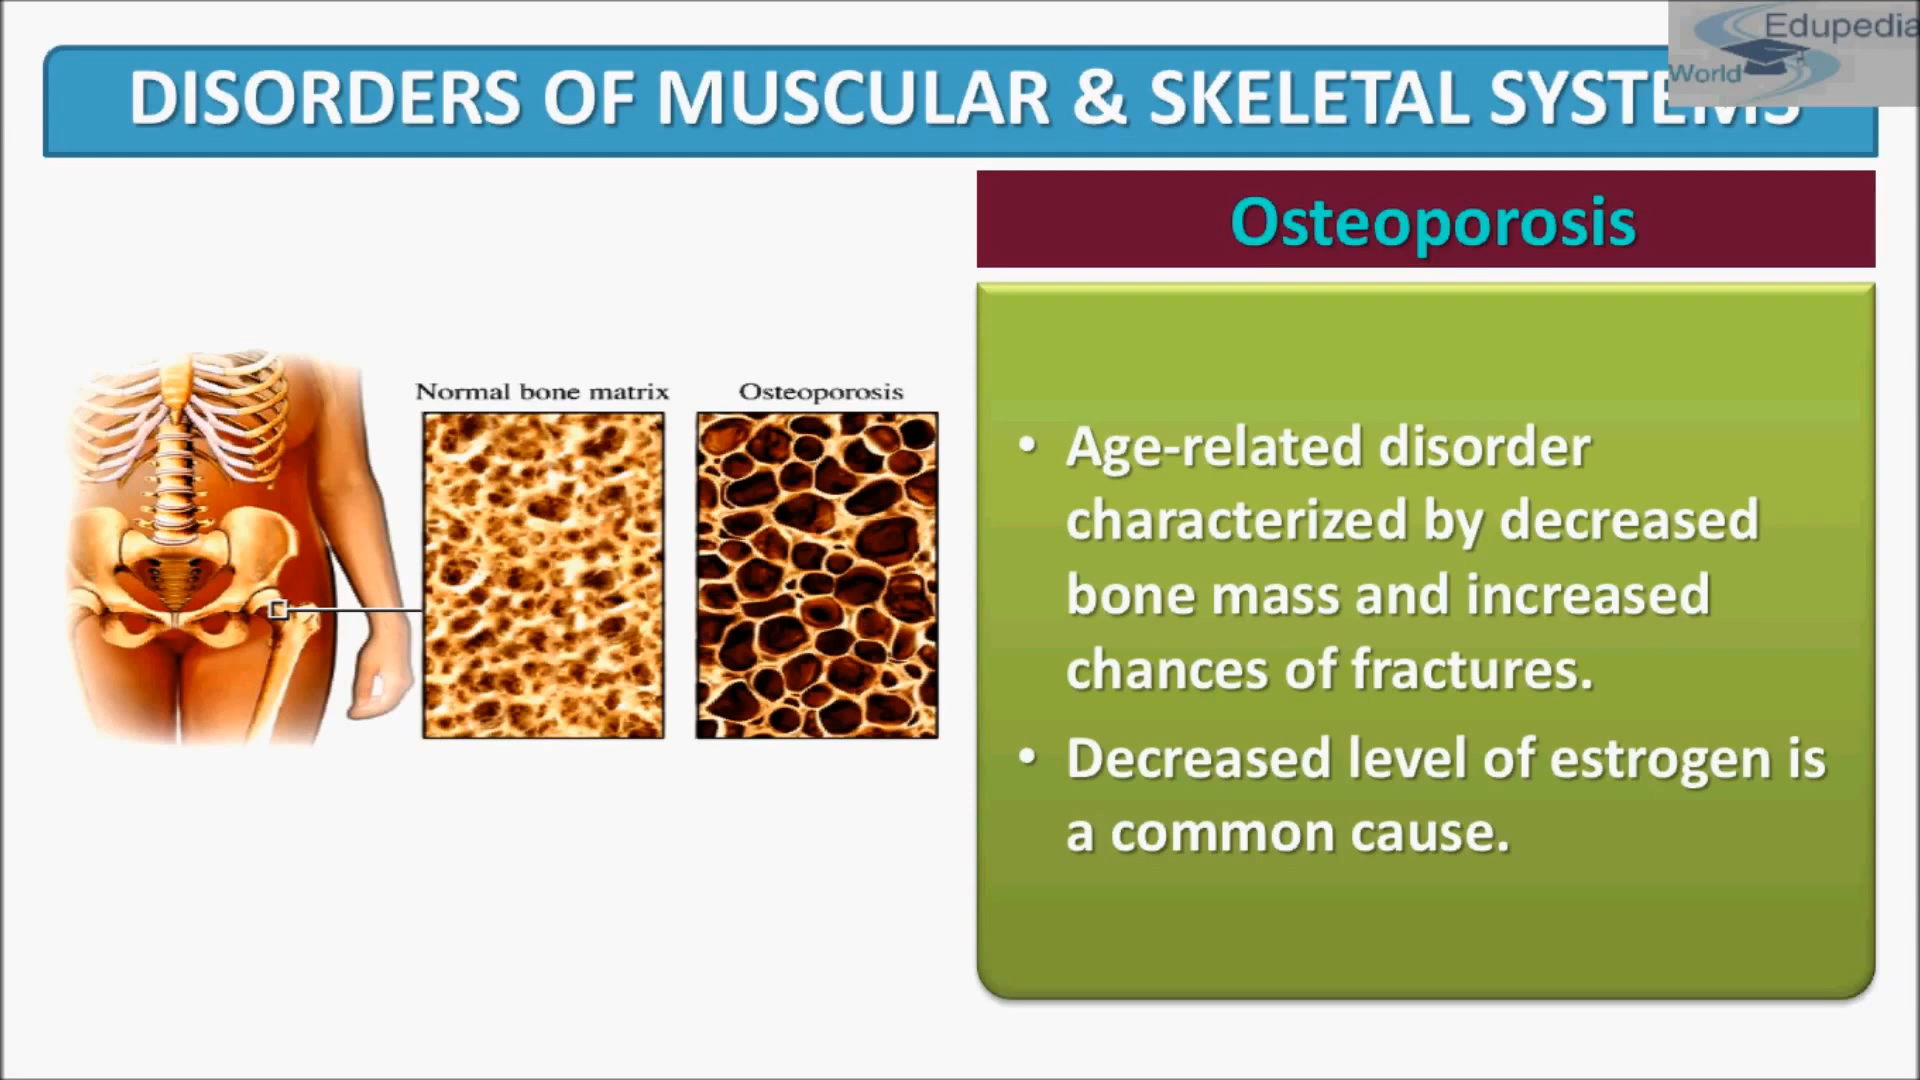 Edupedia
World
DISORDERS OF MUSCULAR & SKELETAL SYSTEMS
Osteoporosis
Normal bone matrix
Osteoporosis
• Age-related disorder
characterized by decreased
bone mass and increased
chances of fractures.
• Decreased level of estrogen is
a common cause.